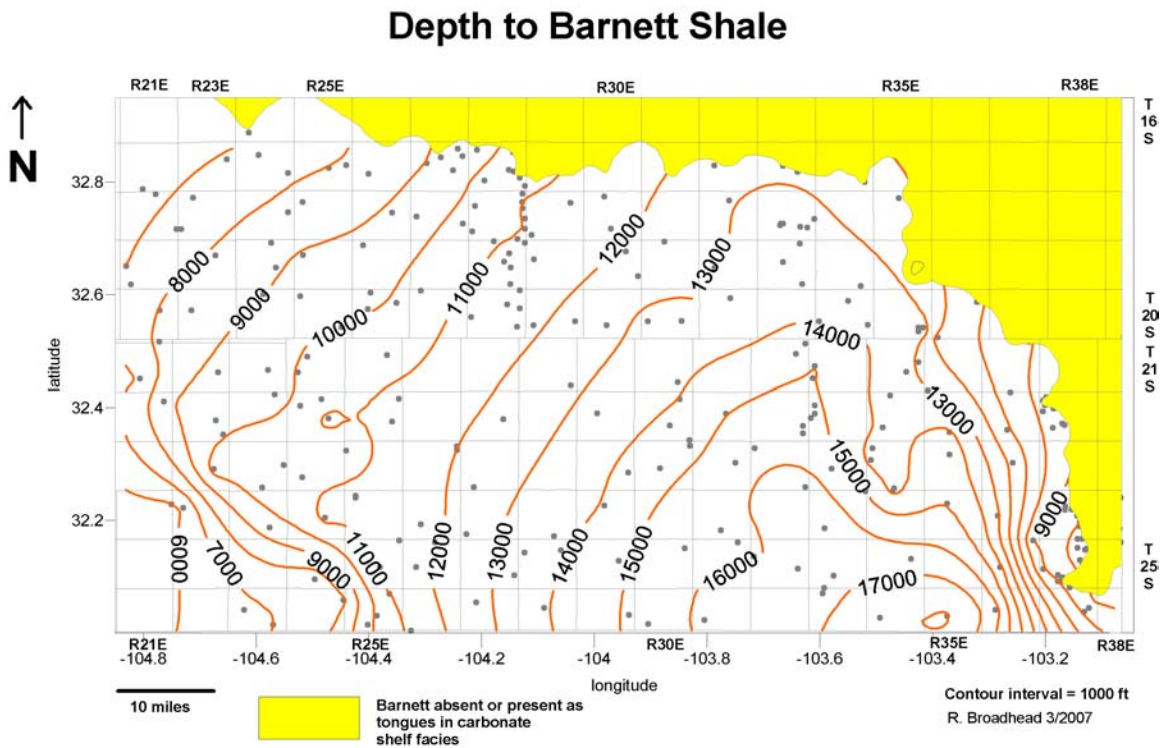 Depth to Barnett Shale
R21E R23E R25E R30E R35E R38E
T
16
S
N
32.8
8000
12000
13000
11000
32.6
9000
10000
T
20
S
14000
T
21
S
latitude
32.4
13000
15000
32.2
9000
6000
7000
9000
11000
12000
13000
14000
15000
16000
17000
T
25
S
R21E R25E R30E R35E R38E
-104.8 -104.6 -104.4 -104.2 -104 -103.8 -103.6 -103.4 -103.2
longitude
10 miles
Barnett absent or present as
tongues in carbonate
shelf facies
Contour interval = 1000 ft
R. Broadhead 3/2007